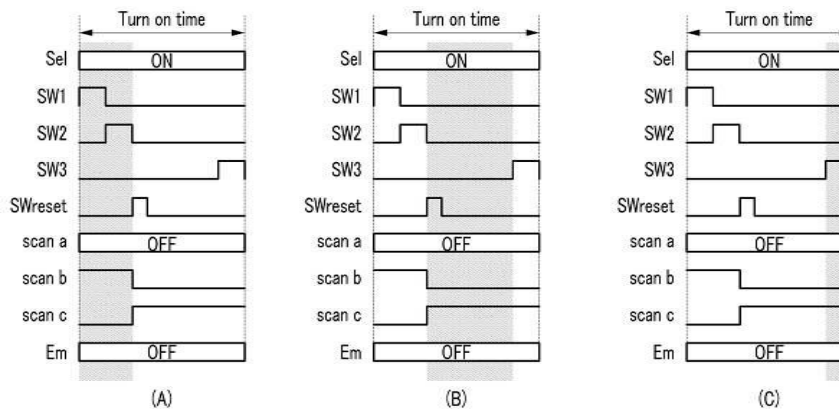 Turn on time
Sel
ON
SW1
SW2
SW3
SWreset
scan a
OFF
scan b
scan c
Em
OFF
(A)
Turn on time
Sel
ON
SW1
SW2
SW3
SWreset
scan a
OFF
scan b
scan c
Em
OFF
(B)
Turn on time
Sel
ON
SW1
SW2
SW3
SWreset
scan a
OFF
scan b
scan c
Em
OFF
(C)